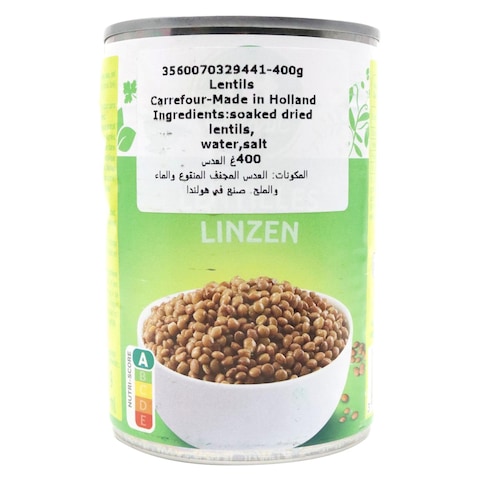 3560070329441-400g
Lentils
Carrefour-Made in Holland
Ingredients:soaked dried
lentils,
water,salt
400غ العدس
المكونات: العدس المجفف المنقوع والماء
والملح. صنع في هولندا
LINZEN
NUTRI-SCORE
A
B
D
E